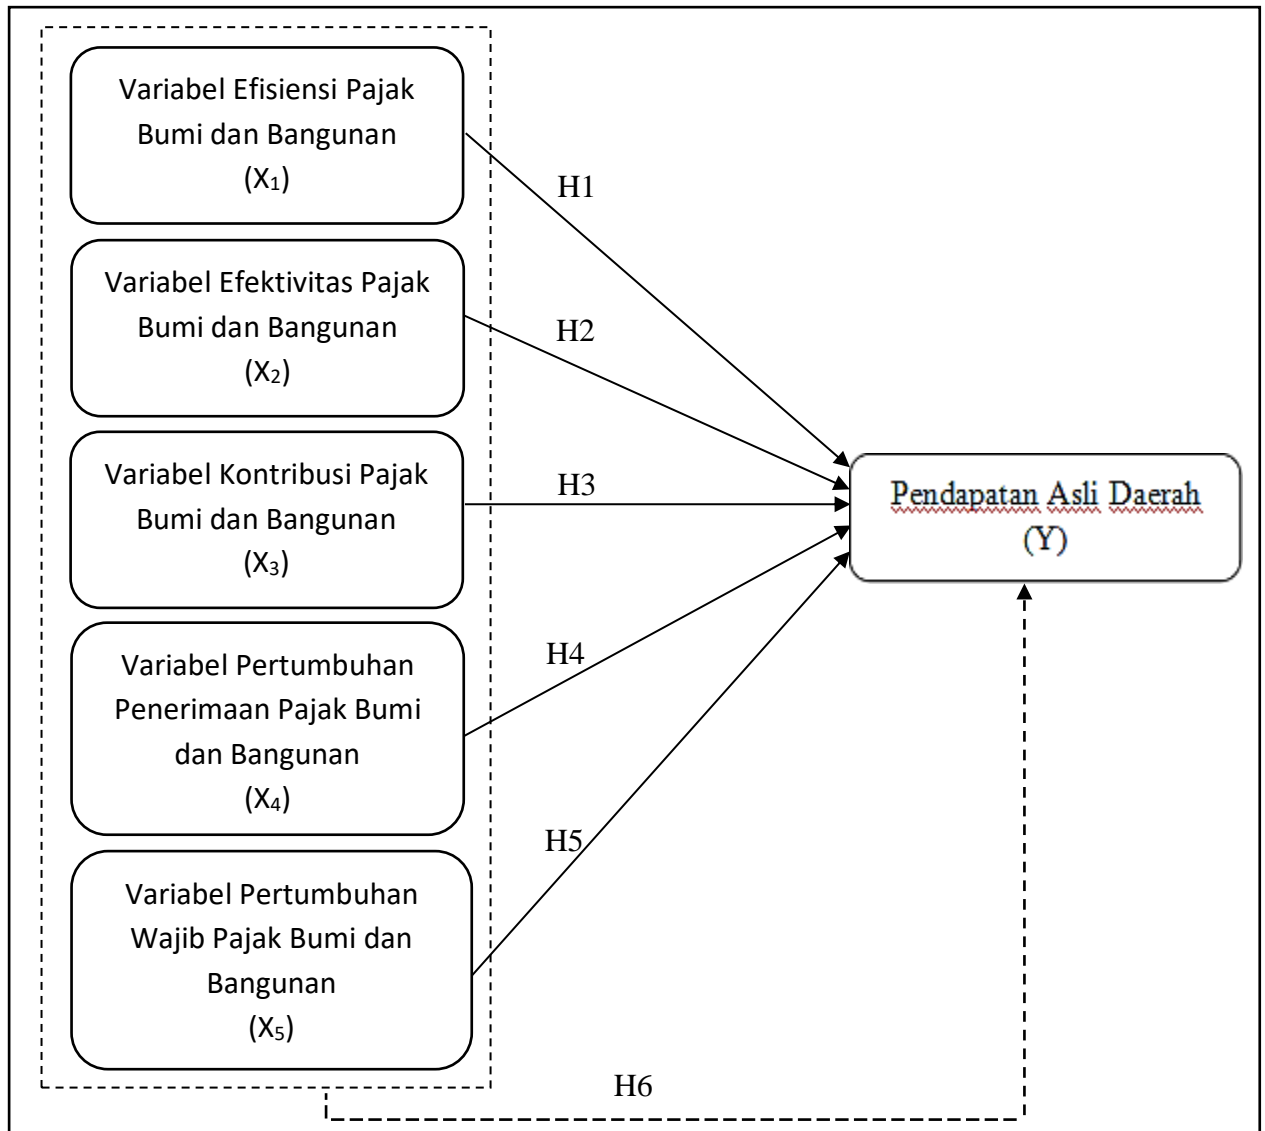 Variabel Efisiensi Pajak
Bumi dan Bangunan
(X₁)
H1
Variabel Efektivitas Pajak
Bumi dan Bangunan
(X₂)
H2
Variabel Kontribusi Pajak
Bumi dan Bangunan
(X₃)
H3
Pendapatan Asli Daerah
(Y)
Variabel Pertumbuhan
Penerimaan Pajak Bumi
dan Bangunan
(X₄)
H4
Variabel Pertumbuhan
Wajib Pajak Bumi dan
Bangunan
(X₅)
H5
H6